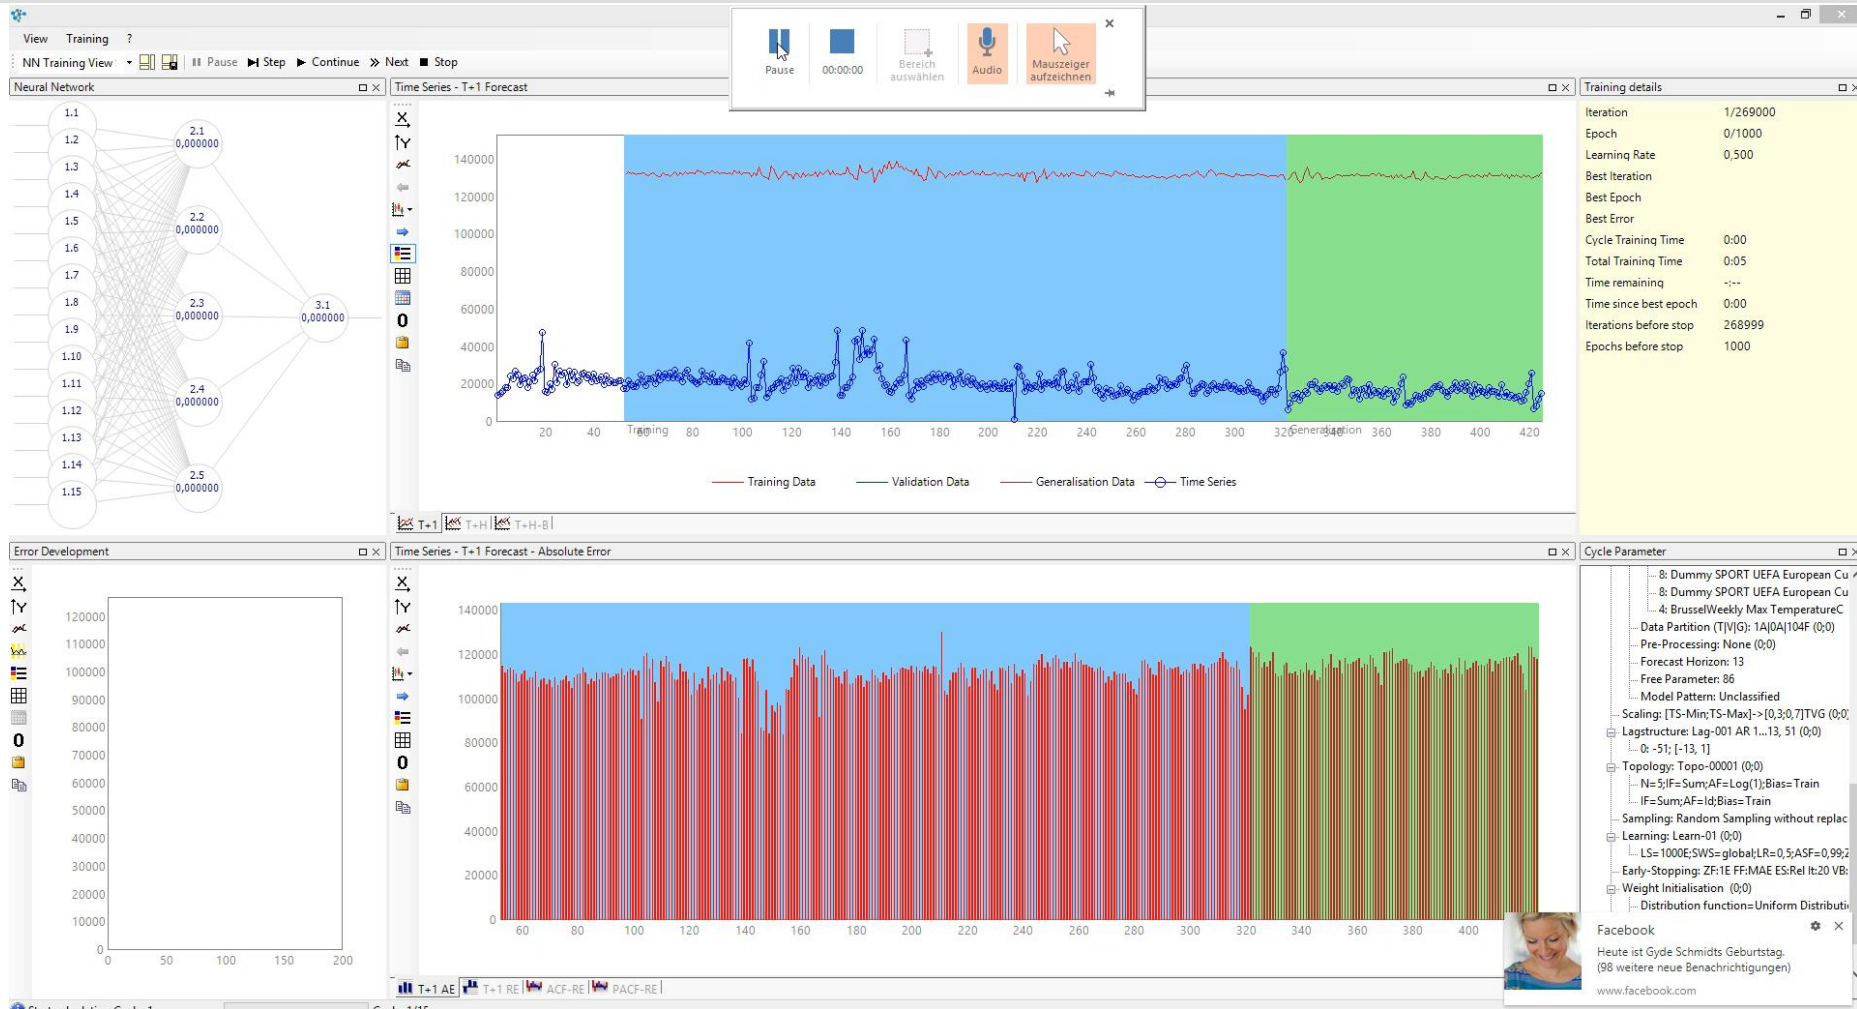 View Training ?
NN Training View Pause Step Continue Next Stop
Pause
00:00:00
Bereich auswählen
Audio
Mauszeiger aufzeichnen
Neural Network
1.1
1.2
1.3
1.4
1.5
1.6
1.7
1.8
1.9
1.10
1.11
1.12
1.13
1.14
1.15
2.1
0,000000
2.2
0,000000
2.3
0,000000
2.4
0,000000
2.5
0,000000
3.1
0,000000
Time Series - T+1 Forecast
X
Y
0
140000
120000
100000
80000
60000
40000
20000
0
20 40 60 80 100 120 140 160 180 200 220 240 260 280 300 320 340 360 380 400 420
Training
Generalisation
Training Data Validation Data Generalisation Data Time Series
T+1 T+H T+H-B
Training details
Iteration 1/269000
Epoch 0/1000
Learning Rate 0,500
Best Iteration
Best Epoch
Best Error
Cycle Training Time 0:00
Total Training Time 0:05
Time remaining -:--
Time since best epoch 0:00
Iterations before stop 268999
Epochs before stop 1000
Error Development
X
Y
0
120000
110000
100000
90000
80000
70000
60000
50000
40000
30000
20000
10000
0
0 50 100 150 200
Time Series - T+1 Forecast - Absolute Error
X
Y
0
140000
120000
100000
80000
60000
40000
20000
0
60 80 100 120 140 160 180 200 220 240 260 280 300 320 340 360 380 400
T+1 AE T+1 RE ACF-RE PACF-RE
Cycle Parameter
8: Dummy SPORT UEFA European Cu
8: Dummy SPORT UEFA European Cu
4: BrusselWeekly Max TemperatureC
Data Partition (T|V|G): 1A|0A|104F (0;0)
Pre-Processing: None (0;0)
Forecast Horizon: 13
Free Parameter: 86
Model Pattern: Unclassified
Scaling: [TS-Min;TS-Max]->[0,3;0,7]TVG (0;0)
Lagstructure: Lag-001 AR 1...13, 51 (0;0)
0: -51; [-13, 1]
Topology: Topo-00001 (0;0)
N=5;IF=Sum;AF=Log(1);Bias=Train
IF=Sum;AF=Id;Bias=Train
Sampling: Random Sampling without replac
Learning: Learn-01 (0;0)
LS=1000E;SWS=global;LR=0,5;ASF=0,99;Z
Early-Stopping: ZF:1E FF:MAE ES:Rel It:20 VB:
Weight Initialisation (0;0)
Distribution function=Uniform Distributi
Facebook
Heute ist Gyde Schmidts Geburtstag.
(98 weitere neue Benachrichtigungen)
www.facebook.com